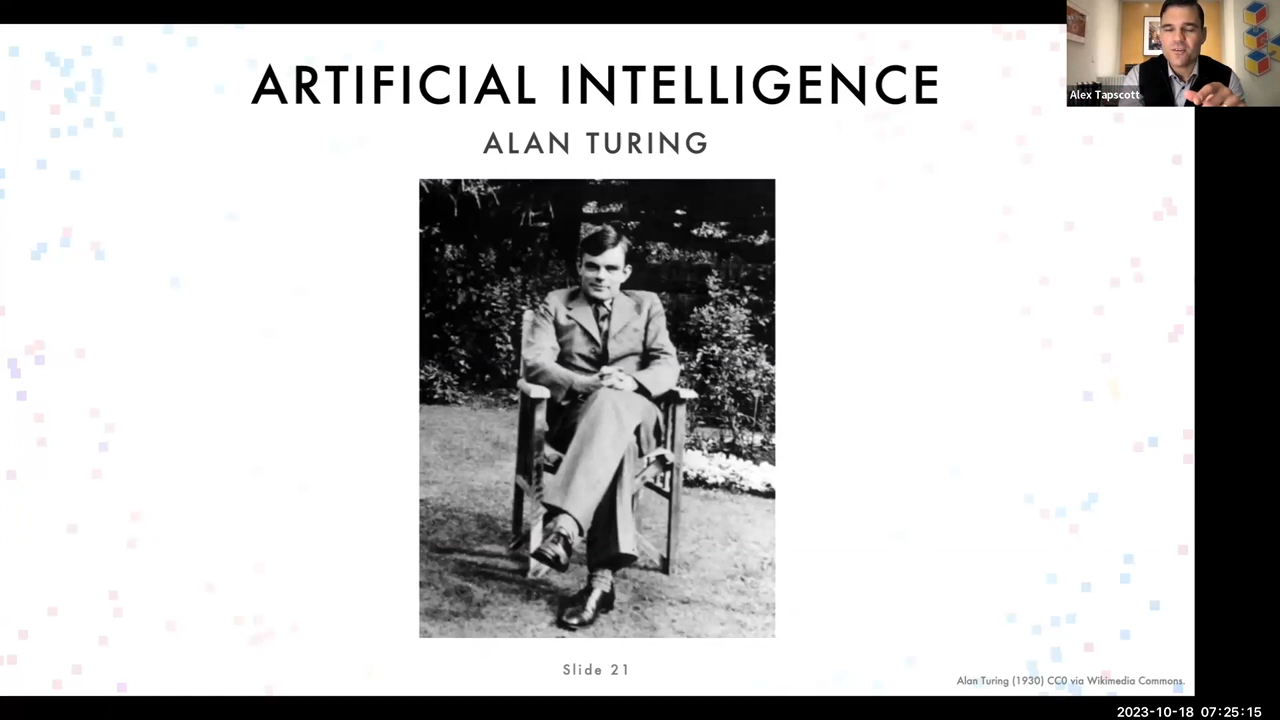 ARTIFICIAL INTELLIGENCE
ALAN TURING
Alex Tapscott
Slide 21
Alan Turing (1930) CC0 via Wikimedia Commons.
2023-10-18 07:25:15